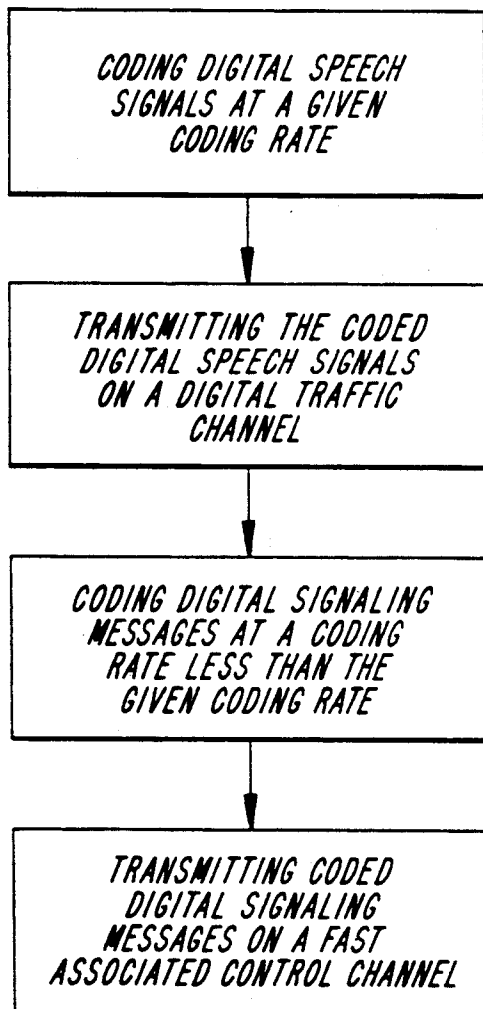 CODING DIGITAL SPEECH
SIGNALS AT A GIVEN
CODING RATE
TRANSMITTING THE CODED
DIGITAL SPEECH SIGNALS
ON A DIGITAL TRAFFIC
CHANNEL
CODING DIGITAL SIGNALING
MESSAGES AT A CODING
RATE LESS THAN THE
GIVEN CODING RATE
TRANSMITTING CODED
DIGITAL SIGNALING
MESSAGES ON A FAST
ASSOCIATED CONTROL CHANNEL